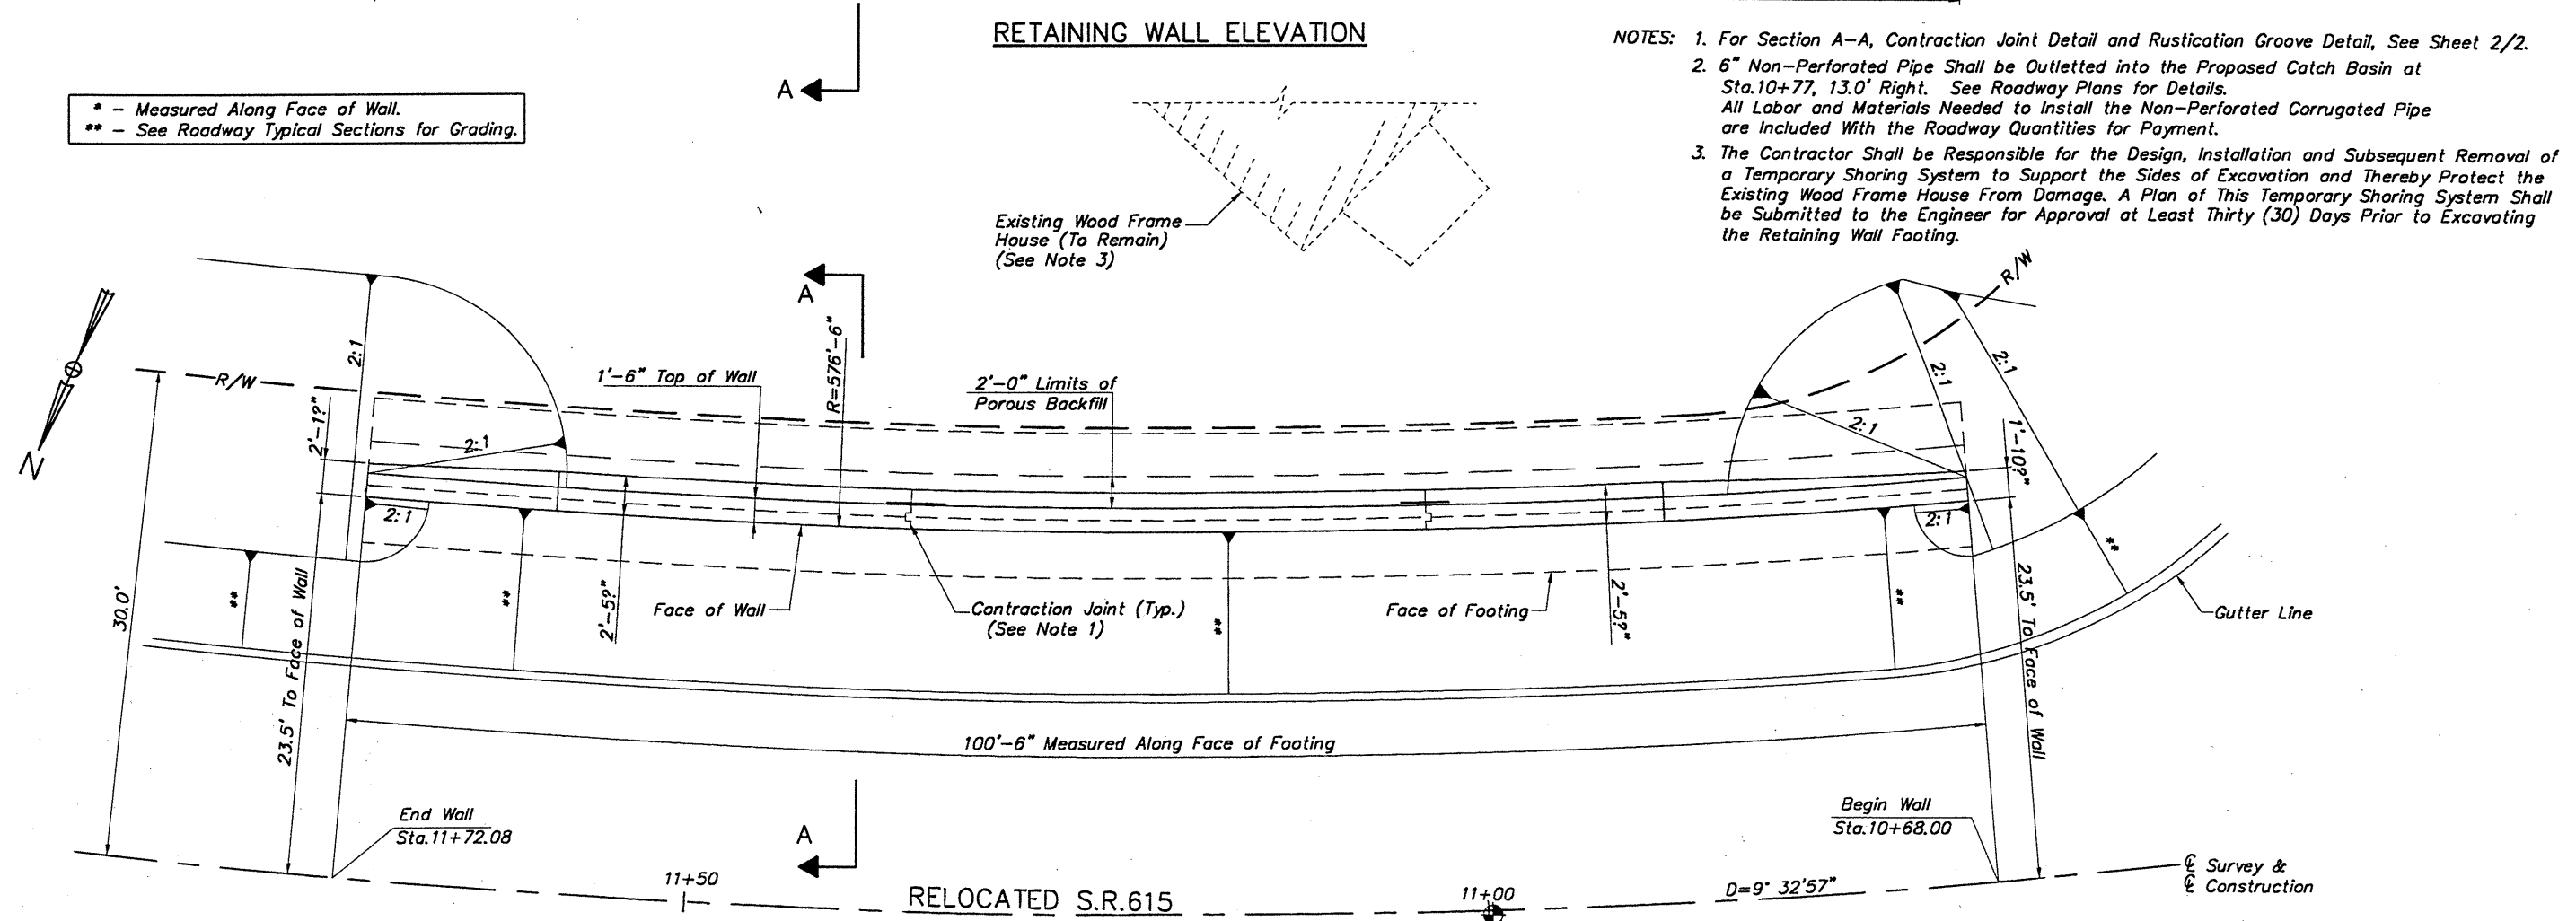 RETAINING WALL ELEVATION
A
* - Measured Along Face of Wall.
** - See Roadway Typical Sections for Grading.
NOTES: 1. For Section A-A, Contraction Joint Detail and Rustication Groove Detail, See Sheet 2/2.
2. 6" Non-Perforated Pipe Shall be Outletted into the Proposed Catch Basin at
Sta.10+77, 13.0' Right. See Roadway Plans for Details.
All Labor and Materials Needed to Install the Non-Perforated Corrugated Pipe
are Included With the Roadway Quantities for Payment.
3. The Contractor Shall be Responsible for the Design, Installation and Subsequent Removal of
a Temporary Shoring System to Support the Sides of Excavation and Thereby Protect the
Existing Wood Frame House From Damage. A Plan of This Temporary Shoring System Shall
be Submitted to the Engineer for Approval at Least Thirty (30) Days Prior to Excavating
the Retaining Wall Footing.
Existing Wood Frame
House (To Remain)
(See Note 3)
A
R/W
N
2:1
R/W
2'-1?"
2:1
1'-6" Top of Wall
R=576'-6"
2'-0" Limits of
Porous Backfill
2:1
2:1
2:1
1'-10?"
2:1
2:1
30.0'
**
23.5' To Face of Wall
**
2'-5?"
Face of Wall
Contraction Joint (Typ.)
(See Note 1)
**
Face of Footing
2'-5?"
**
23.5' To Face of Wall
**
Gutter Line
100'-6" Measured Along Face of Footing
End Wall
Sta.11+72.08
A
Begin Wall
Sta.10+68.00
11+50
RELOCATED S.R.615
11+00
D=9° 32'57"
℄ Survey &
℄ Construction